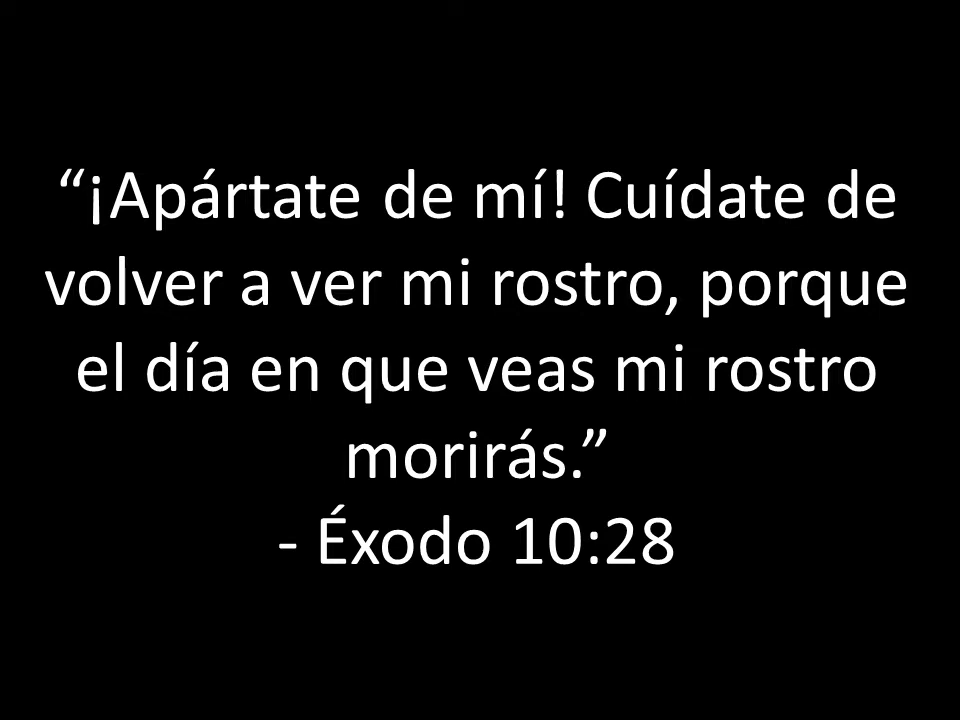 “¡Apártate de mí! Cuídate de
volver a ver mi rostro, porque
el día en que veas mi rostro
morirás.”
- Éxodo 10:28